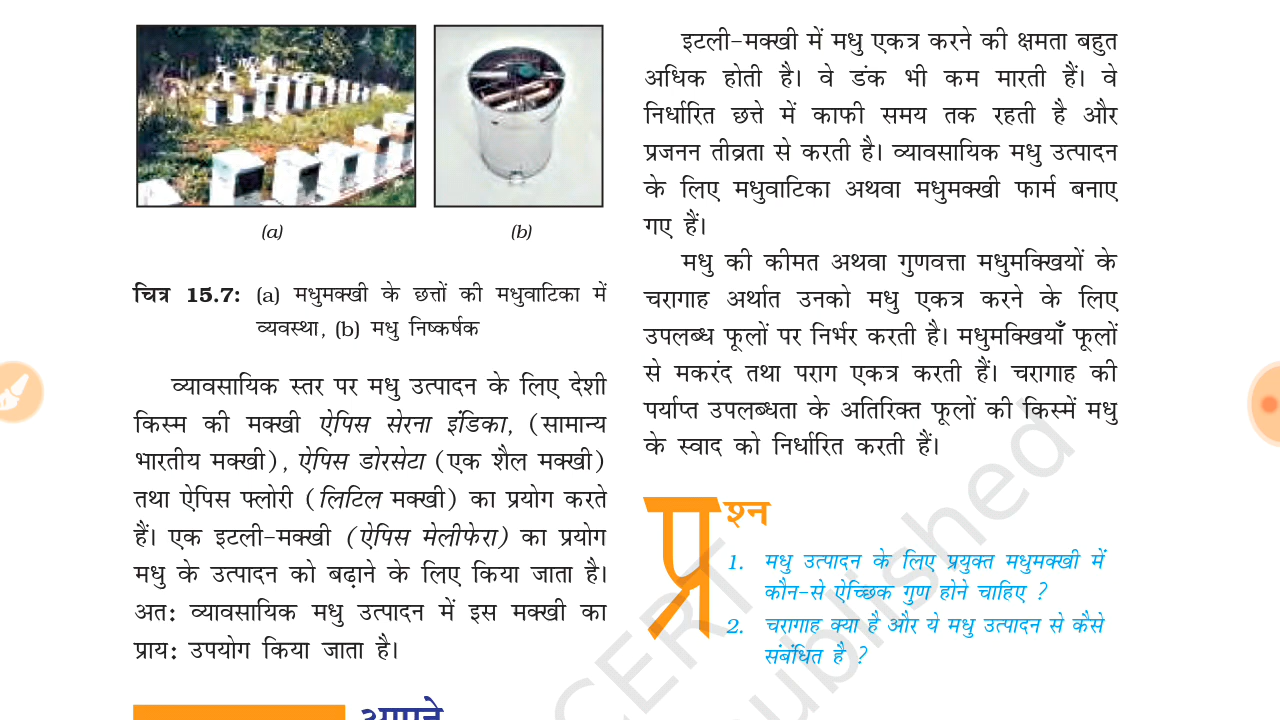 (a)
(b)
चित्र 15.7: (a) मधुमक्खी के छत्तों की मधुवाटिका में
व्यवस्था, (b) मधु निष्कर्षक
व्यावसायिक स्तर पर मधु उत्पादन के लिए देशी
किस्म की मक्खी ऐपिस सेरना इंडिका, (सामान्य
भारतीय मक्खी), ऐपिस डोरसेटा (एक शैल मक्खी)
तथा ऐपिस फ्लोरी (लिटिल मक्खी) का प्रयोग करते
हैं। एक इटली-मक्खी (ऐपिस मेलीफेरा) का प्रयोग
मधु के उत्पादन को बढ़ाने के लिए किया जाता है।
अतः व्यावसायिक मधु उत्पादन में इस मक्खी का
प्रायः उपयोग किया जाता है।
आपने
इटली-मक्खी में मधु एकत्र करने की क्षमता बहुत
अधिक होती है। वे डंक भी कम मारती हैं। वे
निर्धारित छत्ते में काफी समय तक रहती है और
प्रजनन तीव्रता से करती है। व्यावसायिक मधु उत्पादन
के लिए मधुवाटिका अथवा मधुमक्खी फार्म बनाए
गए हैं।
मधु की कीमत अथवा गुणवत्ता मधुमक्खियों के
चरागाह अर्थात उनको मधु एकत्र करने के लिए
उपलब्ध फूलों पर निर्भर करती है। मधुमक्खियाँ फूलों
से मकरंद तथा पराग एकत्र करती हैं। चरागाह की
पर्याप्त उपलब्धता के अतिरिक्त फूलों की किस्में मधु
के स्वाद को निर्धारित करती हैं।
प्रश्न
1. मधु उत्पादन के लिए प्रयुक्त मधुमक्खी में
कौन-से ऐच्छिक गुण होने चाहिए ?
2. चरागाह क्या है और ये मधु उत्पादन से कैसे
संबंधित है ?
CERT
published